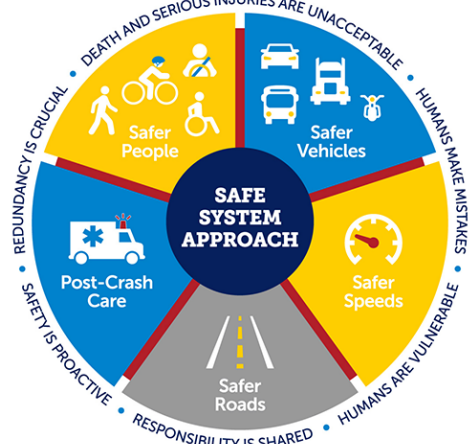 DEATH AND SERIOUS INJURIES ARE UNACCEPTABLE
HUMANS MAKE MISTAKES
HUMANS ARE VULNERABLE
RESPONSIBILITY IS SHARED
SAFETY IS PROACTIVE
REDUNDANCY IS CRUCIAL
Safer
People
Safer
Vehicles
SAFE
SYSTEM
APPROACH
Post-Crash
Care
Safer
Speeds
Safer
Roads